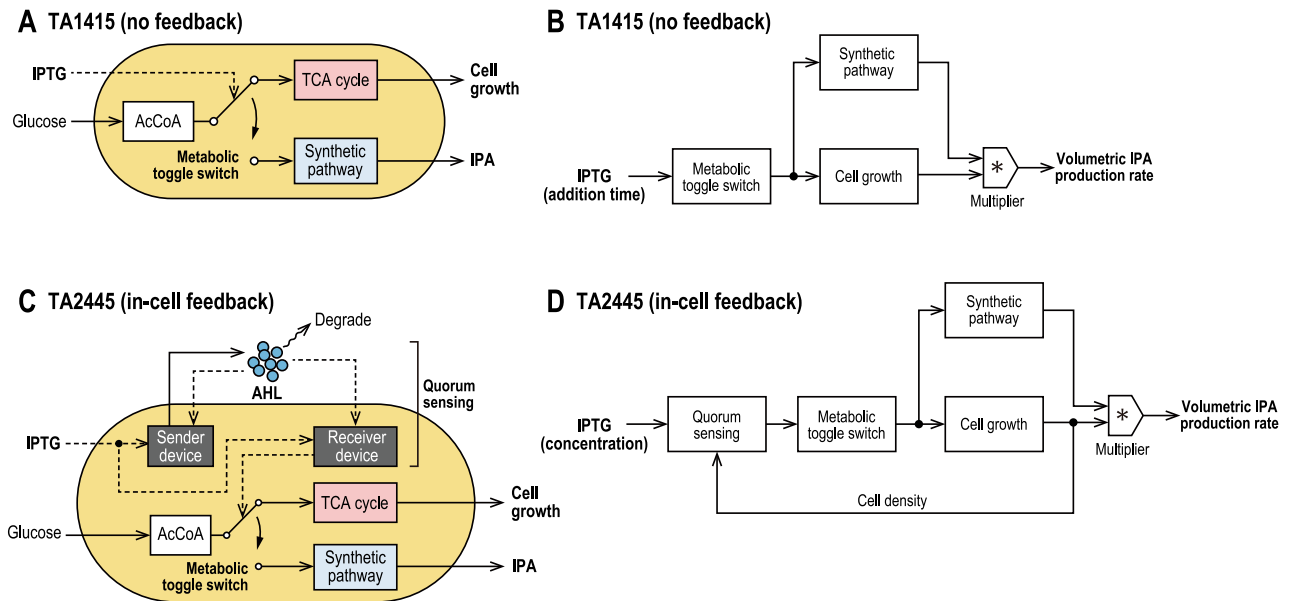 A TA1415 (no feedback)
IPTG
Glucose
AcCoA
TCA cycle
Cell
growth
Metabolic
toggle switch
Synthetic
pathway
IPA
B TA1415 (no feedback)
IPTG
(addition time)
Metabolic
toggle switch
Synthetic
pathway
Cell growth
*
Multiplier
Volumetric IPA
production rate
C TA2445 (in-cell feedback)
Degrade
AHL
Quorum
sensing
IPTG
Sender
device
Receiver
device
Glucose
AcCoA
TCA cycle
Cell
growth
Metabolic
toggle switch
Synthetic
pathway
IPA
D TA2445 (in-cell feedback)
IPTG
(concentration)
Quorum
sensing
Metabolic
toggle switch
Synthetic
pathway
Cell growth
*
Multiplier
Volumetric IPA
production rate
Cell density